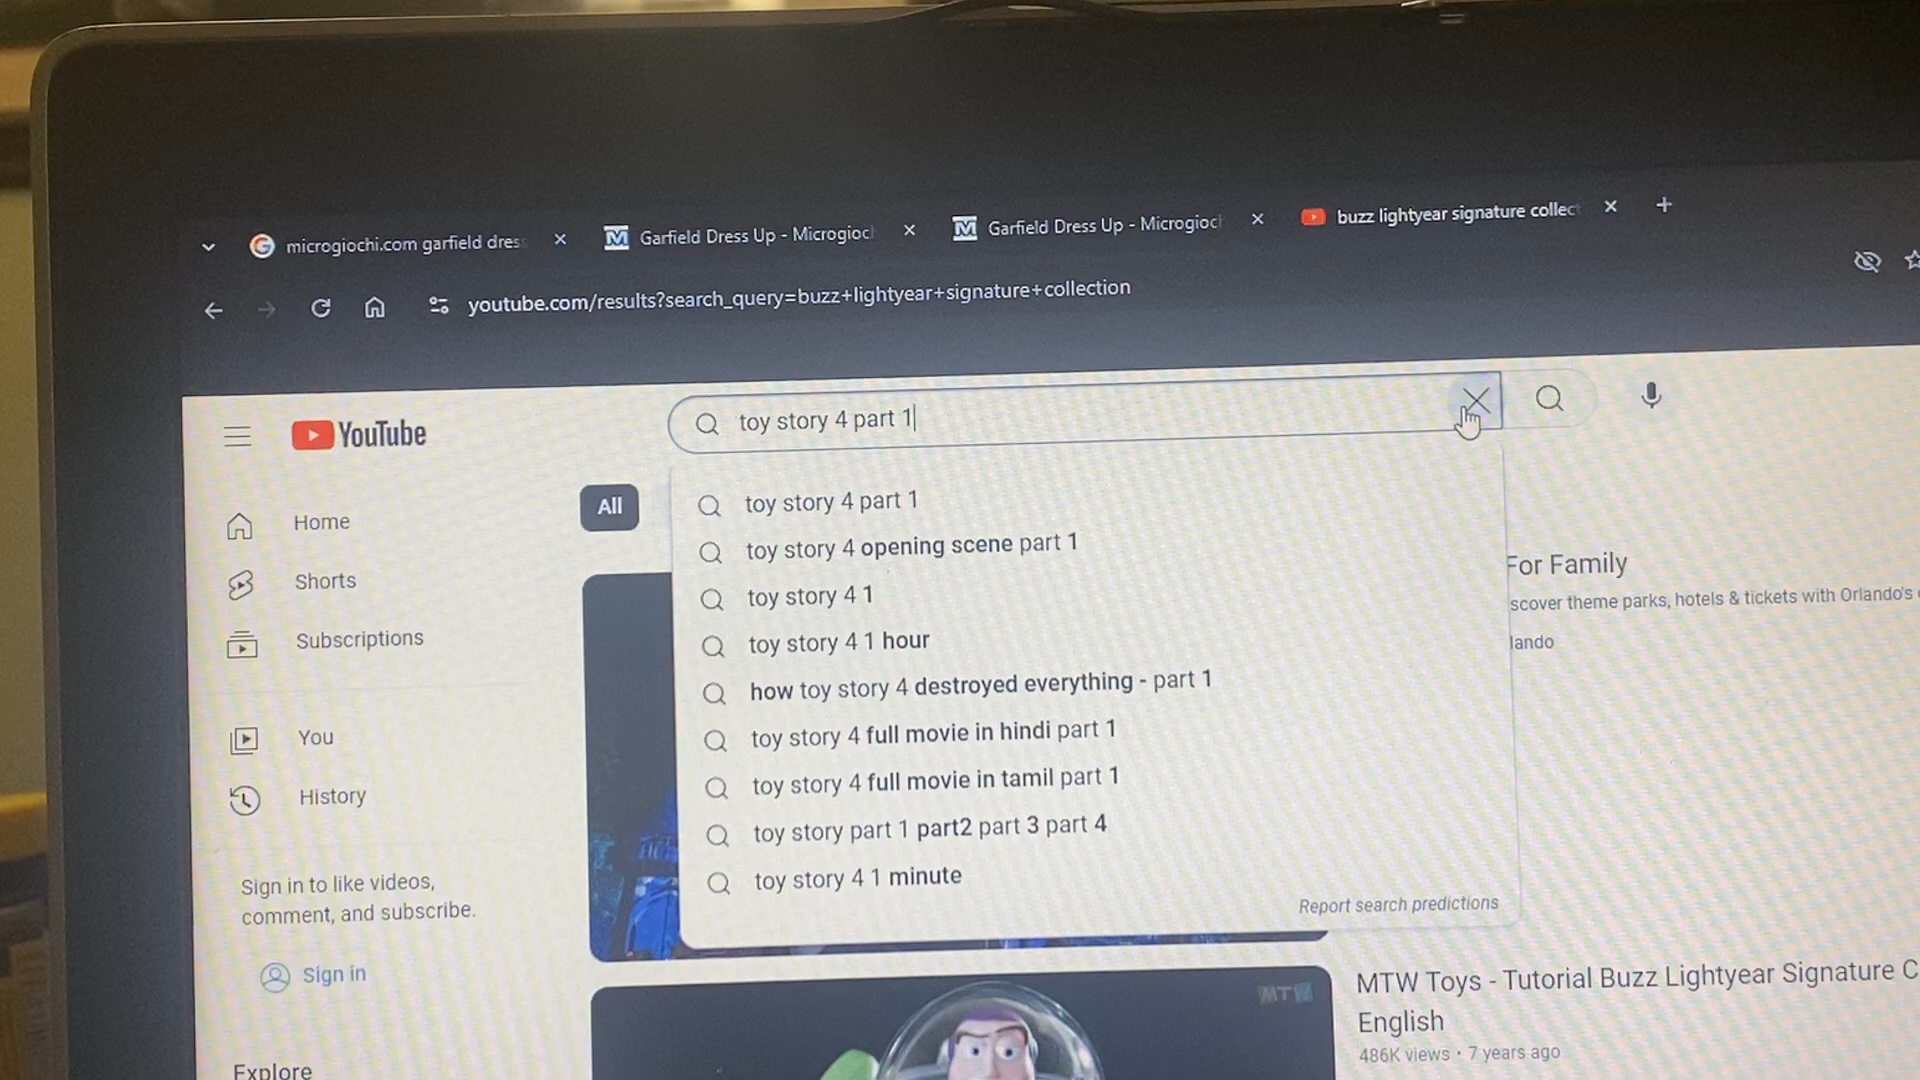 microgiochi.com garfield dres
Garfield Dress Up - Microgioc
Garfield Dress Up - Microgioc
buzz lightyear signature collect
youtube.com/results?search_query=buzz+lightyear+signature+collection
YouTube
toy story 4 part 1
Home
Shorts
Subscriptions
You
History
Sign in to like videos,
comment, and subscribe.
Sign in
Explore
All
toy story 4 part 1
toy story 4 opening scene part 1
toy story 4 1
toy story 4 1 hour
how toy story 4 destroyed everything - part 1
toy story 4 full movie in hindi part 1
toy story 4 full movie in tamil part 1
toy story part 1 part2 part 3 part 4
toy story 4 1 minute
Report search predictions
For Family
scover theme parks, hotels & tickets with Orlando's
lando
MTW
MTW Toys - Tutorial Buzz Lightyear Signature C
English
486K views • 7 years ago